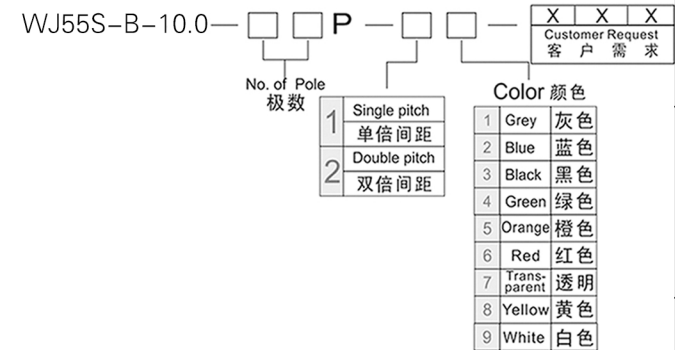 WJ55S-B-10.0—□□P—□□—
X X X
Customer Request
客户需求
No. of Pole
极数
1
Single pitch
单倍间距
2
Double pitch
双倍间距
Color 颜色
1 Grey 灰色
2 Blue 蓝色
3 Black 黑色
4 Green 绿色
5 Orange 橙色
6 Red 红色
7 Trans-
parent 透明
8 Yellow 黄色
9 White 白色